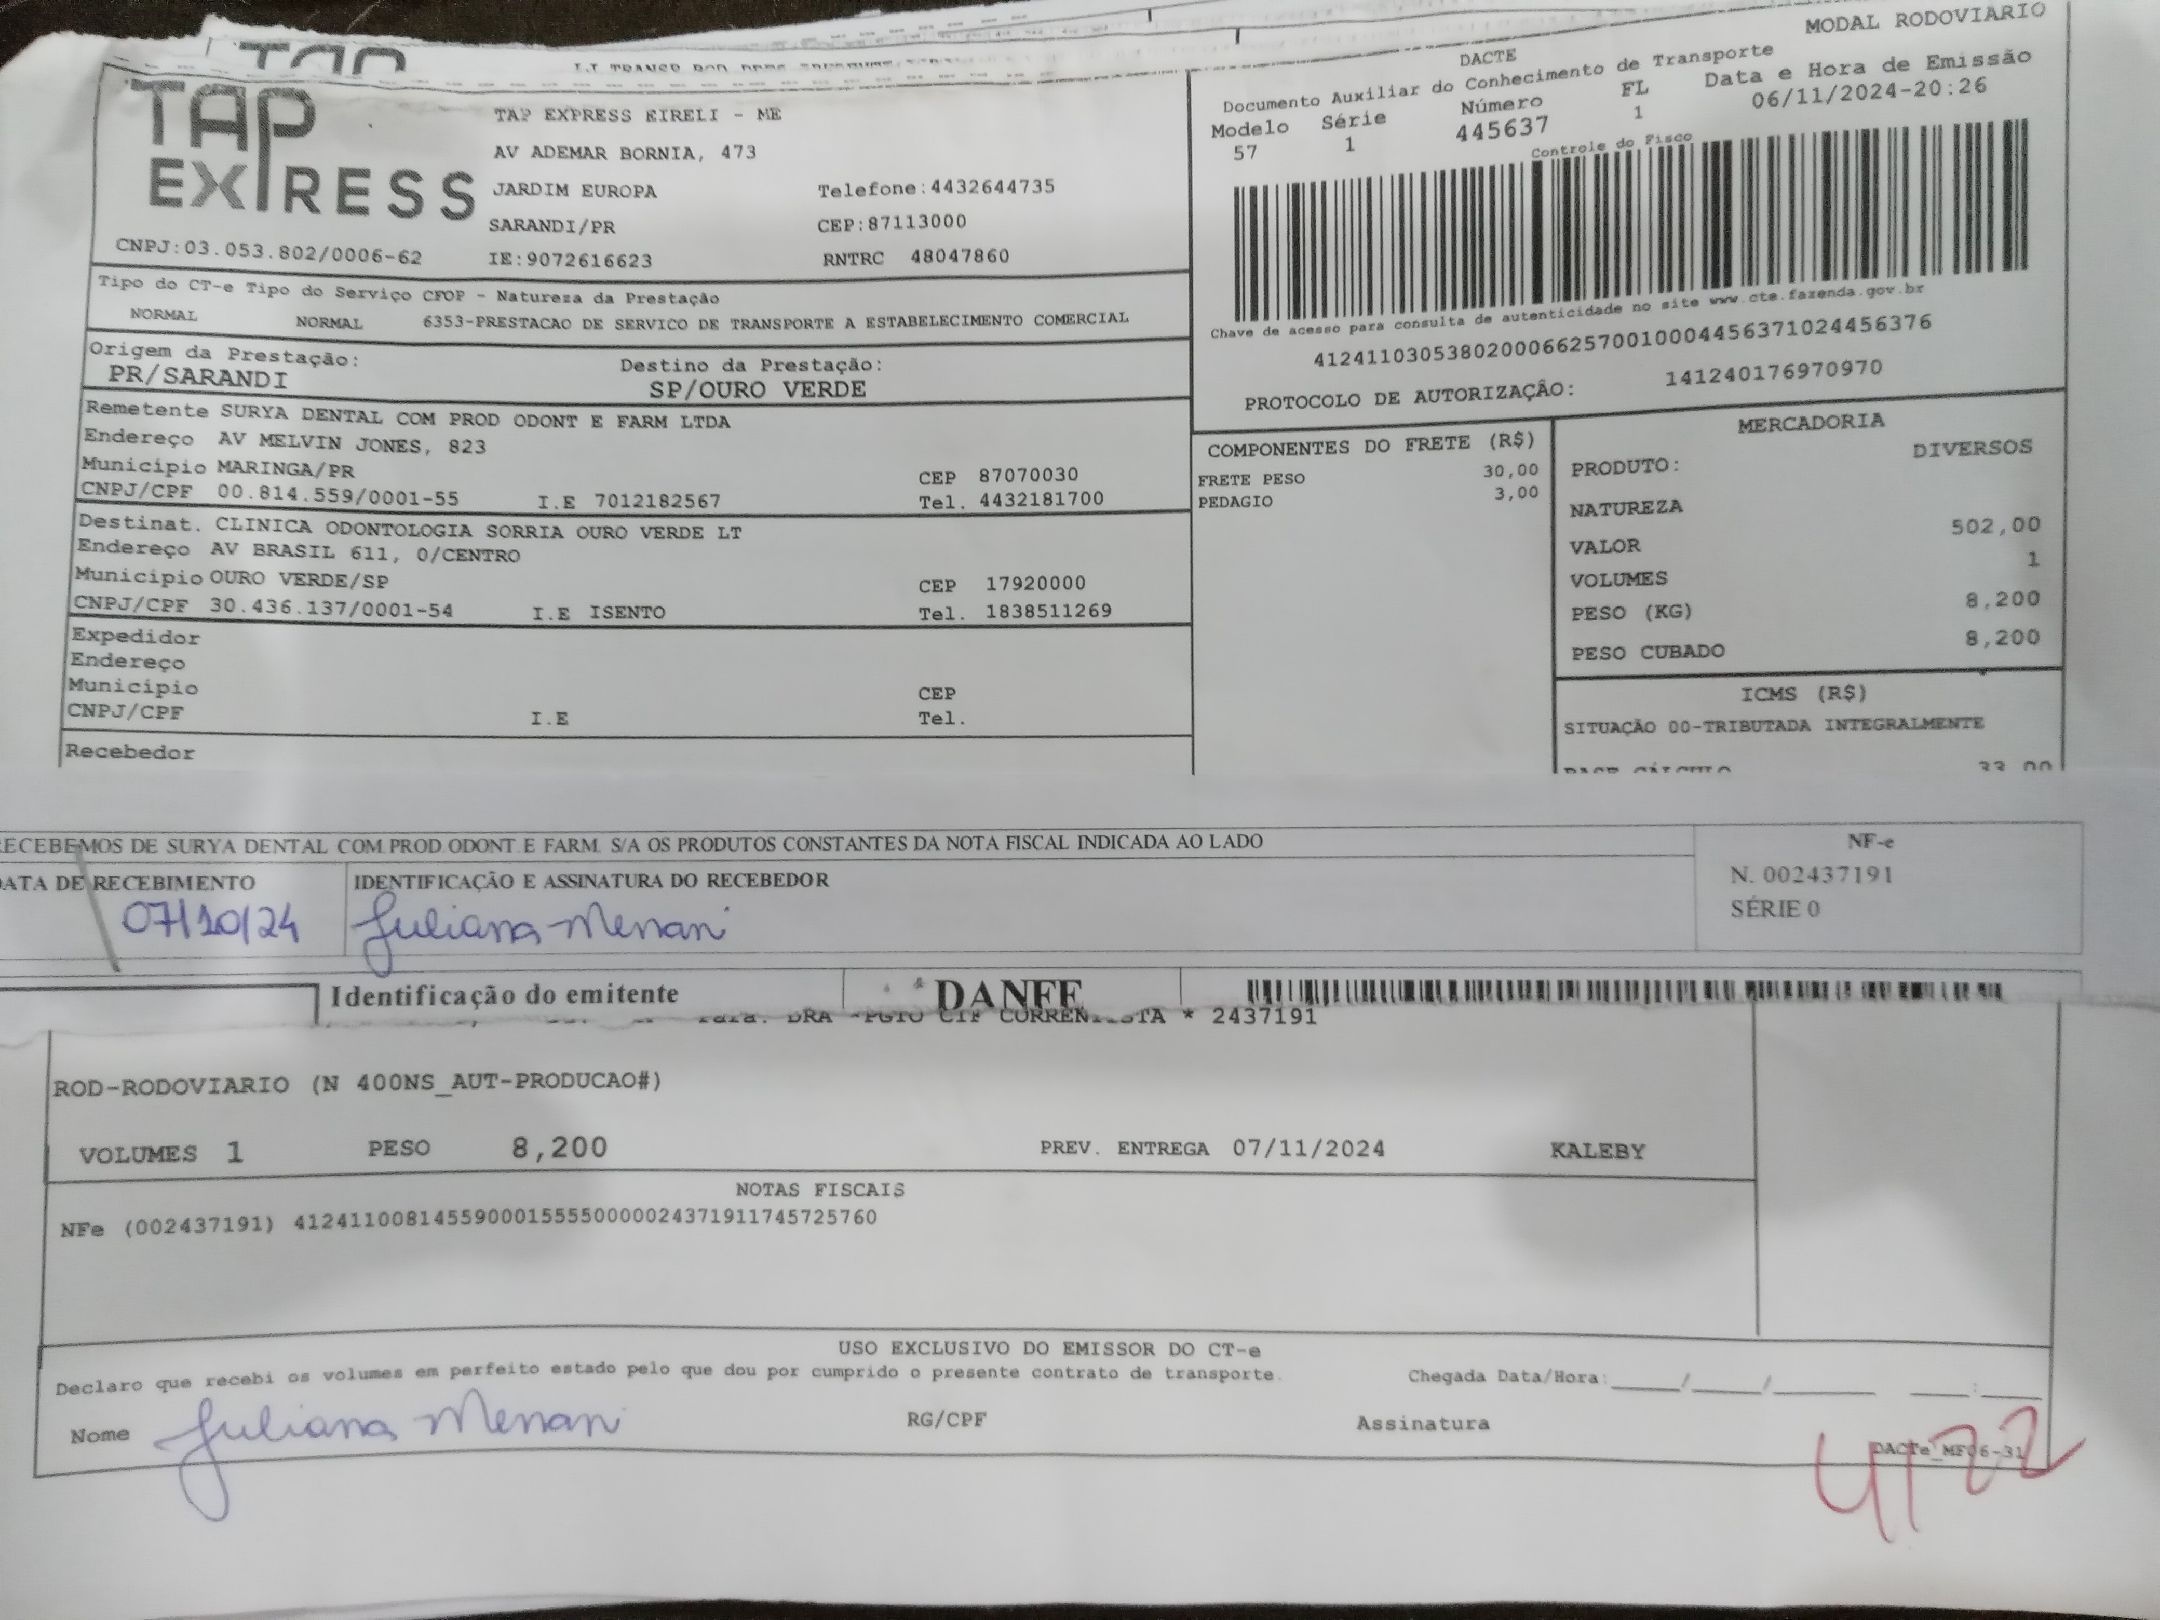 TAP EXPRESS
TAP EXPRESS EIRELI - ME
AV ADEMAR BORNIA, 473
JARDIM EUROPA Telefone:4432644735
SARANDI/PR CEP:87113000
CNPJ:03.053.802/0006-62 IE:9072616623 RNTRC 48047860
MODAL RODOVIARIO
DACTE
Documento Auxiliar do Conhecimento de Transporte
Modelo Série Número FL Data e Hora de Emissão
57 1 445637 1 06/11/2024-20:26
Controle do Fisco
Chave de acesso para consulta de autenticidade no site www.cte.fazenda.gov.br
41241103053802000662570010004456371024456376
PROTOCOLO DE AUTORIZAÇÃO: 141240176970970
Tipo do CT-e Tipo do Serviço CFOP - Natureza da Prestação
NORMAL NORMAL 6353-PRESTACAO DE SERVICO DE TRANSPORTE A ESTABELECIMENTO COMERCIAL
Origem da Prestação: Destino da Prestação:
PR/SARANDI SP/OURO VERDE
Remetente SURYA DENTAL COM PROD ODONT E FARM LTDA
Endereço AV MELVIN JONES, 823
Município MARINGA/PR CEP 87070030
CNPJ/CPF 00.814.559/0001-55 I.E 7012182567 Tel. 4432181700
Destinat. CLINICA ODONTOLOGIA SORRIA OURO VERDE LT
Endereço AV BRASIL 611, 0/CENTRO
Município OURO VERDE/SP CEP 17920000
CNPJ/CPF 30.436.137/0001-54 I.E ISENTO Tel. 1838511269
Expedidor
Endereço
Município CEP
CNPJ/CPF I.E Tel.
Recebedor
COMPONENTES DO FRETE (R$)
FRETE PESO 30,00
PEDAGIO 3,00
MERCADORIA
PRODUTO: DIVERSOS
NATUREZA
VALOR 502,00
VOLUMES 1
PESO (KG) 8,200
PESO CUBADO 8,200
ICMS (R$)
SITUAÇÃO 00-TRIBUTADA INTEGRALMENTE
BASE CÁLCULO 33,00
RECEBEMOS DE SURYA DENTAL COM PROD ODONT E FARM S/A OS PRODUTOS CONSTANTES DA NOTA FISCAL INDICADA AO LADO
DATA DE RECEBIMENTO IDENTIFICAÇÃO E ASSINATURA DO RECEBEDOR
07/10/24 Juliana Menani
NF-e
N. 002437191
SÉRIE 0
Identificação do emitente DANFE
DRA PGTO CIF * 2437191
ROD-RODOVIARIO (N 400NS_AUT-PRODUCAO#)
VOLUMES 1 PESO 8,200 PREV. ENTREGA 07/11/2024 KALEBY
NOTAS FISCAIS
NFe (002437191) 41241100814559000155550000024371911745725760
USO EXCLUSIVO DO EMISSOR DO CT-e
Declaro que recebi os volumes em perfeito estado pelo que dou por cumprido o presente contrato de transporte. Chegada Data/Hora:____/____/______ ____:____
Nome Juliana Menani RG/CPF Assinatura